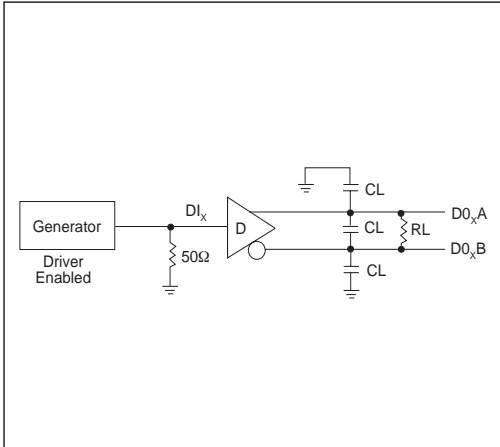 CL
DIX
D0XA
Generator
D
CL
RL
50Ω
D0XB
Driver
Enabled
CL